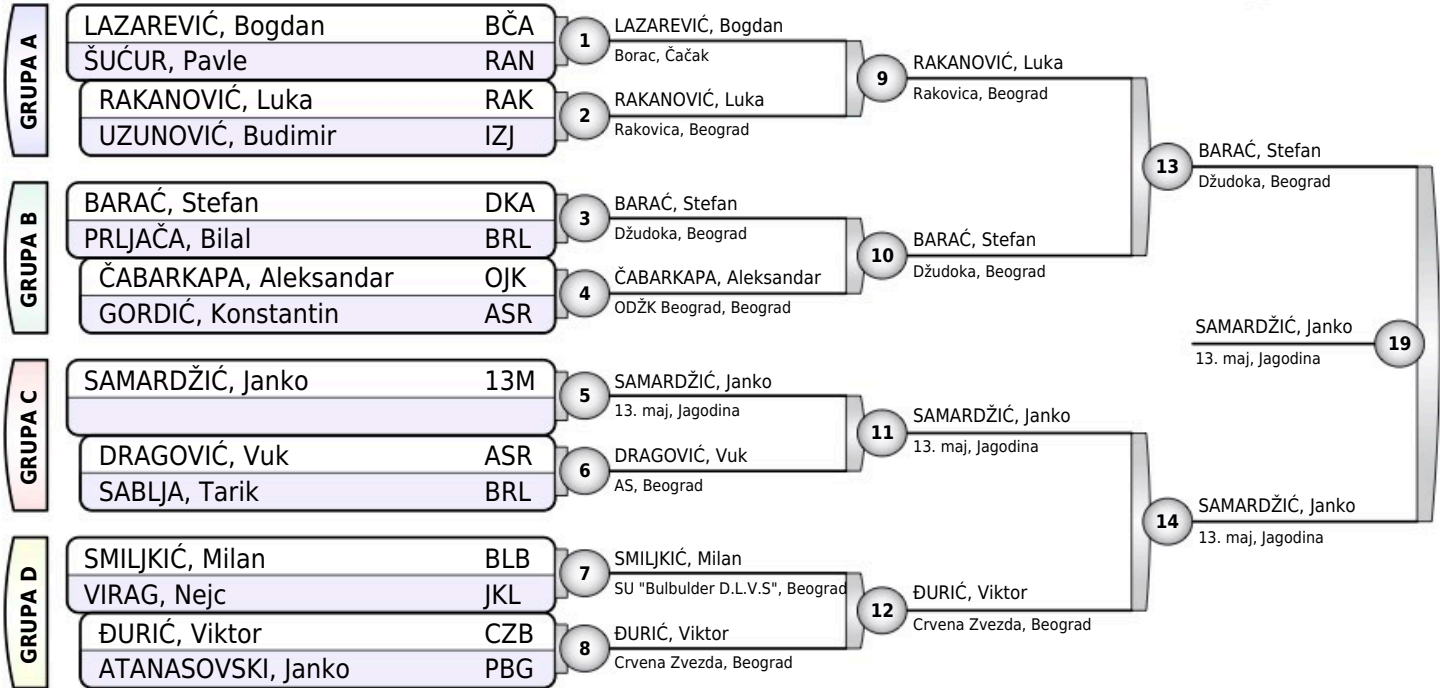 GRUPA A
LAZAREVIĆ, Bogdan BČA
ŠUĆUR, Pavle RAN
RAKANOVIĆ, Luka RAK
UZUNOVIĆ, Budimir IZJ
GRUPA B
BARAĆ, Stefan DKA
PRLJAČA, Bilal BRL
ČABARKAPA, Aleksandar OJK
GORDIĆ, Konstantin ASR
GRUPA C
SAMARDŽIĆ, Janko 13M
DRAGOVIĆ, Vuk ASR
SABLJA, Tarik BRL
GRUPA D
SMILJKIĆ, Milan BLB
VIRAG, Nejc JKL
ĐURIĆ, Viktor CZB
ATANASOVSKI, Janko PBG
1
LAZAREVIĆ, Bogdan
Borac, Čačak
2
RAKANOVIĆ, Luka
Rakovica, Beograd
3
BARAĆ, Stefan
Džudoka, Beograd
4
ČABARKAPA, Aleksandar
ODŽK Beograd, Beograd
5
SAMARDŽIĆ, Janko
13. maj, Jagodina
6
DRAGOVIĆ, Vuk
AS, Beograd
7
SMILJKIĆ, Milan
SU "Bulbulder D.L.V.S", Beograd
8
ĐURIĆ, Viktor
Crvena Zvezda, Beograd
9
RAKANOVIĆ, Luka
Rakovica, Beograd
10
BARAĆ, Stefan
Džudoka, Beograd
11
SAMARDŽIĆ, Janko
13. maj, Jagodina
12
ĐURIĆ, Viktor
Crvena Zvezda, Beograd
13
BARAĆ, Stefan
Džudoka, Beograd
14
SAMARDŽIĆ, Janko
13. maj, Jagodina
SAMARDŽIĆ, Janko
13. maj, Jagodina
19